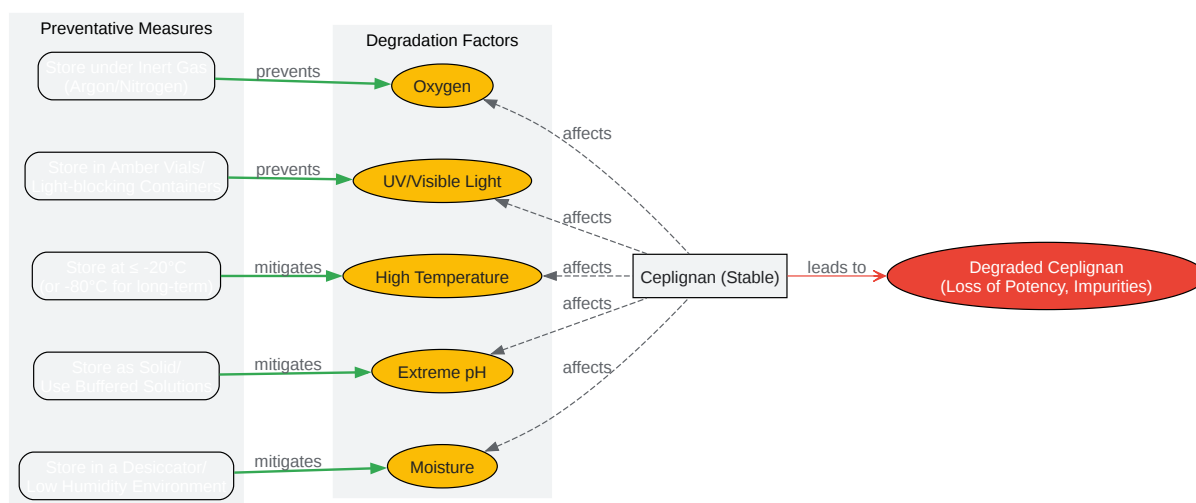 Preventative Measures
Degradation Factors
Store under Inert Gas
(Argon/Nitrogen)
prevents
Oxygen
affects
Store in Amber Vials/
Light-blocking Containers
prevents
UV/Visible Light
affects
Store at ≤ -20°C
(or -80°C for long-term)
mitigates
High Temperature
affects
Ceplignan (Stable)
leads to
Degraded Ceplignan
(Loss of Potency, Impurities)
affects
Store as Solid/
Use Buffered Solutions
mitigates
Extreme pH
affects
Store in a Desiccator/
Low Humidity Environment
mitigates
Moisture